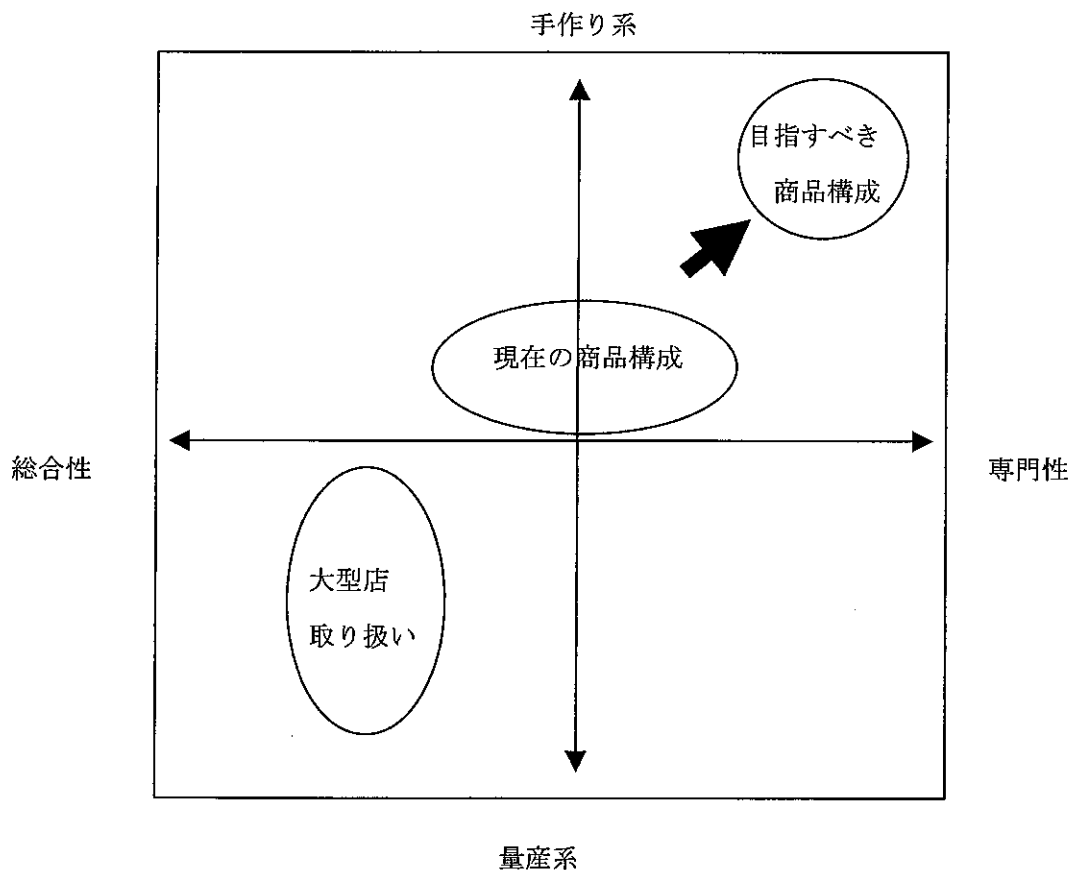 手作り系
目指すべき
商品構成
現在の商品構成
総合性
専門性
大型店
取り扱い
量産系